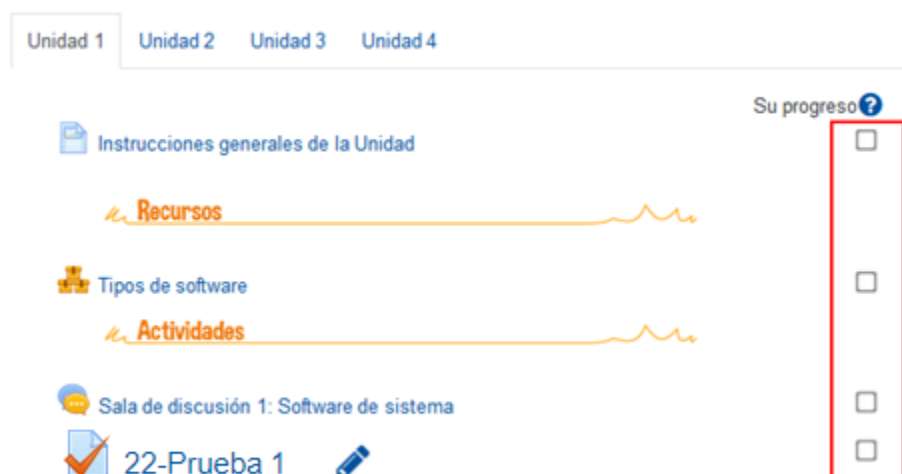 Unidad 1 Unidad 2 Unidad 3 Unidad 4
Su progreso
Instrucciones generales de la Unidad
Recursos
Tipos de software
Actividades
Sala de discusión 1: Software de sistema
22-Prueba 1